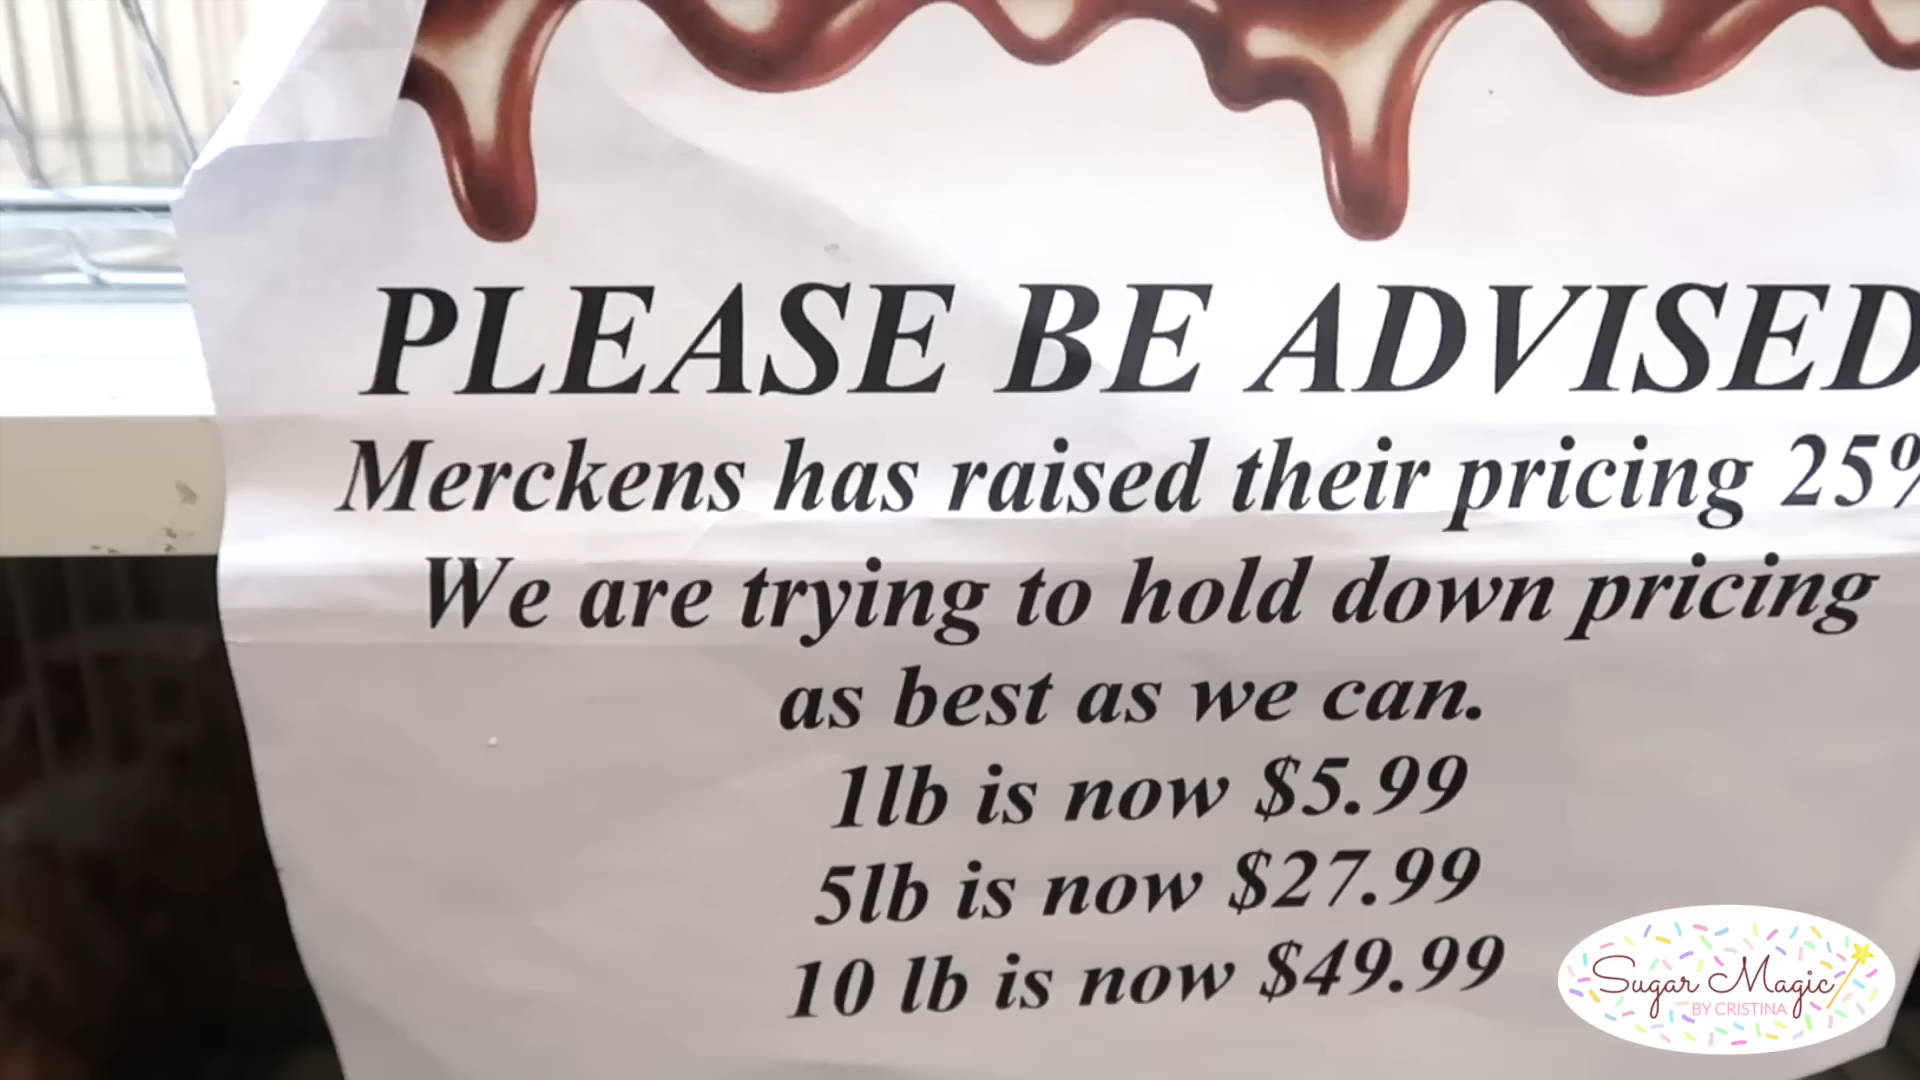 PLEASE BE ADVISED
Merckens has raised their pricing 25%
We are trying to hold down pricing
as best as we can.
1lb is now $5.99
5lb is now $27.99
10 lb is now $49.99
Sugar Magic
BY CRISTINA